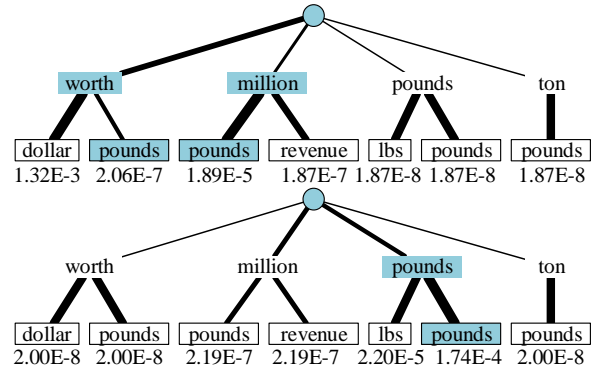 worth million pounds ton
dollar pounds pounds revenue lbs pounds pounds
1.32E-3 2.06E-7 1.89E-5 1.87E-7 1.87E-8 1.87E-8 1.87E-8
worth million pounds ton
dollar pounds pounds revenue lbs pounds pounds
2.00E-8 2.00E-8 2.19E-7 2.19E-7 2.20E-5 1.74E-4 2.00E-8